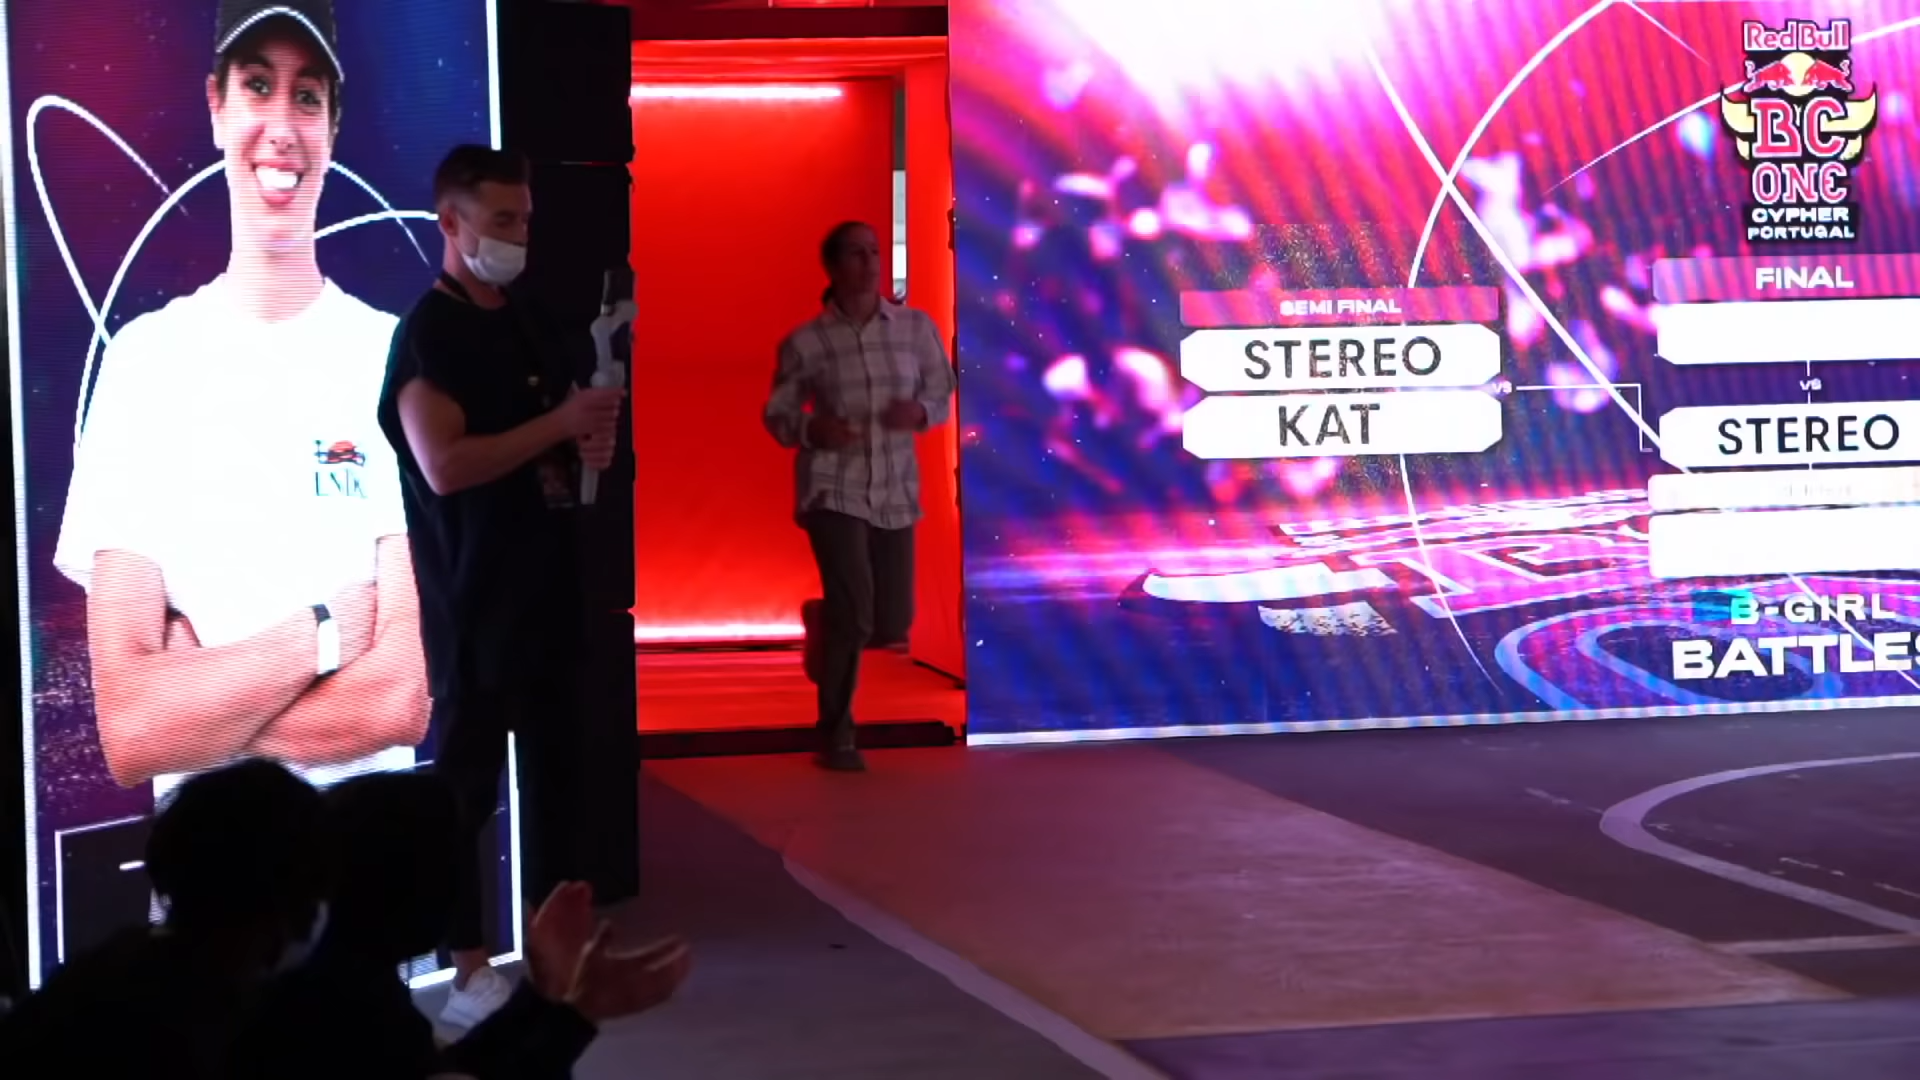 Red Bull
BC
ONE
CYPHER
PORTUGAL
SEMI FINAL
STEREO
VS
KAT
FINAL
VS
STEREO
B-GIRL
BATTLES